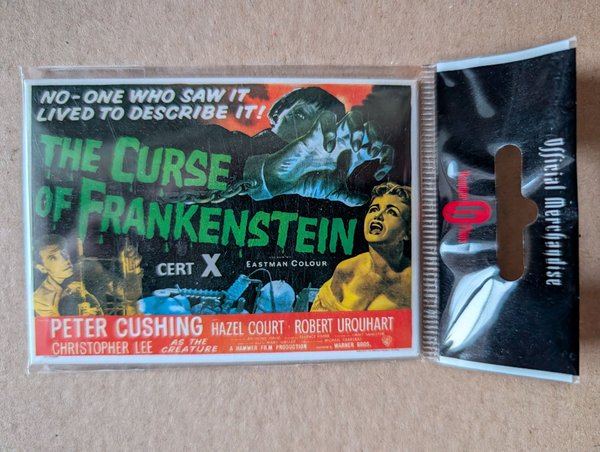 NO-ONE WHO SAW IT
LIVED TO DESCRIBE IT!
THE CURSE
OF FRANKENSTEIN
CERT X
EASTMAN COLOUR
PETER CUSHING HAZEL COURT · ROBERT URQUHART
CHRISTOPHER LEE AS THE CREATURE
A HAMMER FILM PRODUCTION
WARNER BROS.
Official Merchandise